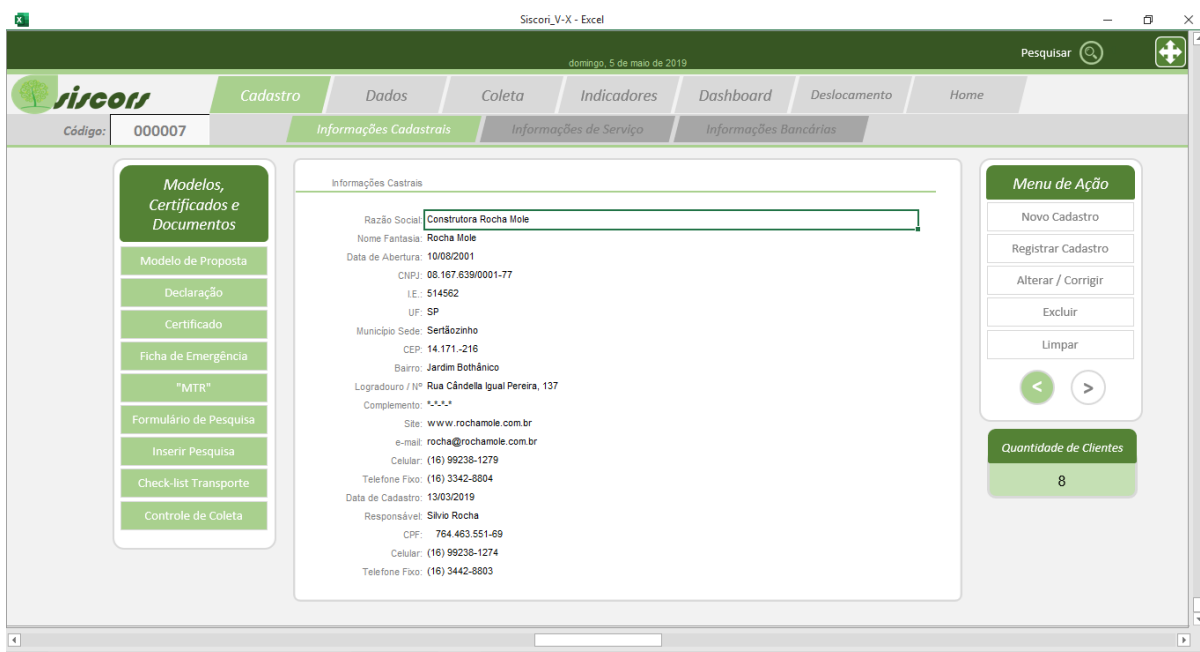 Siscori_V-X - Excel
Pesquisar
domingo, 5 de maio de 2019
siscors
Cadastro Dados Coleta Indicadores Dashboard Deslocamento Home
Código: 000007
Informações Cadastrais Informações de Serviço Informações Bancárias
Modelos,
Certificados e
Documentos
Modelo de Proposta
Declaração
Certificado
Ficha de Emergência
"MTR"
Formulário de Pesquisa
Inserir Pesquisa
Check-list Transporte
Controle de Coleta
Informações Castrais
Razão Social: Construtora Rocha Mole
Nome Fantasia: Rocha Mole
Data de Abertura: 10/08/2001
CNPJ: 08.167.639/0001-77
I.E.: 514562
UF: SP
Município Sede: Sertãozinho
CEP: 14.171.-216
Bairro: Jardim Bothânico
Logradouro / Nº Rua Cândella Igual Pereira, 137
Complemento: *-*-*-*
Site: www.rochamole.com.br
e-mail: rocha@rochamole.com.br
Celular: (16) 99238-1279
Telefone Fixo: (16) 3342-8804
Data de Cadastro: 13/03/2019
Responsável: Silvio Rocha
CPF: 764.463.551-69
Celular: (16) 99238-1274
Telefone Fixo: (16) 3442-8803
Menu de Ação
Novo Cadastro
Registrar Cadastro
Alterar / Corrigir
Excluir
Limpar
< >
Quantidade de Clientes
8